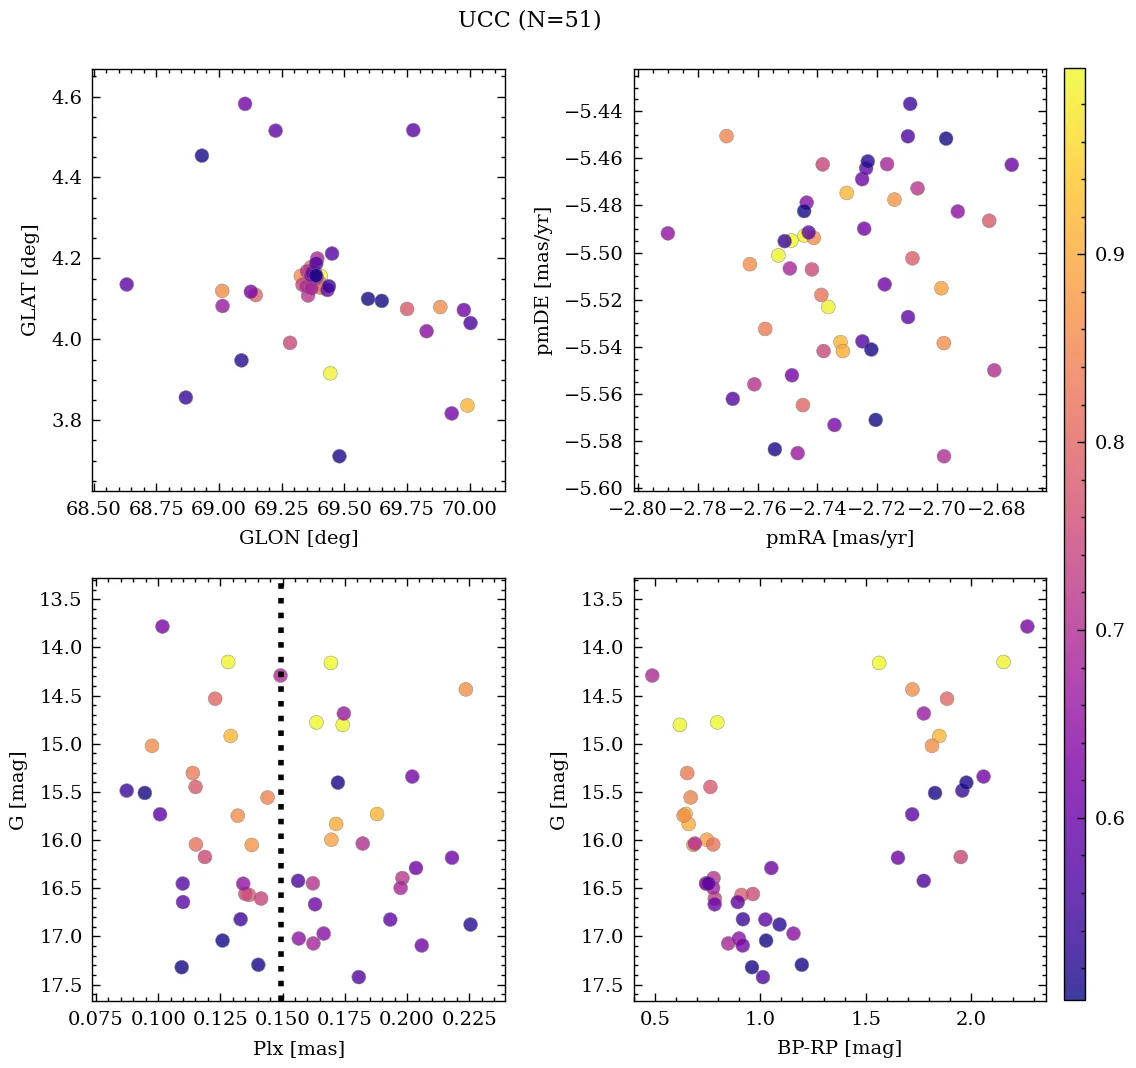 UCC (N=51)
4.6
4.4
4.2
4.0
3.8
GLAT [deg]
68.50 68.75 69.00 69.25 69.50 69.75 70.00
GLON [deg]
−5.44
−5.46
−5.48
−5.50
−5.52
−5.54
−5.56
−5.58
−5.60
pmDE [mas/yr]
−2.80 −2.78 −2.76 −2.74 −2.72 −2.70 −2.68
pmRA [mas/yr]
0.9
0.8
0.7
0.6
13.5
14.0
14.5
15.0
15.5
16.0
16.5
17.0
17.5
G [mag]
0.075 0.100 0.125 0.150 0.175 0.200 0.225
Plx [mas]
13.5
14.0
14.5
15.0
15.5
16.0
16.5
17.0
17.5
G [mag]
0.5 1.0 1.5 2.0
BP-RP [mag]